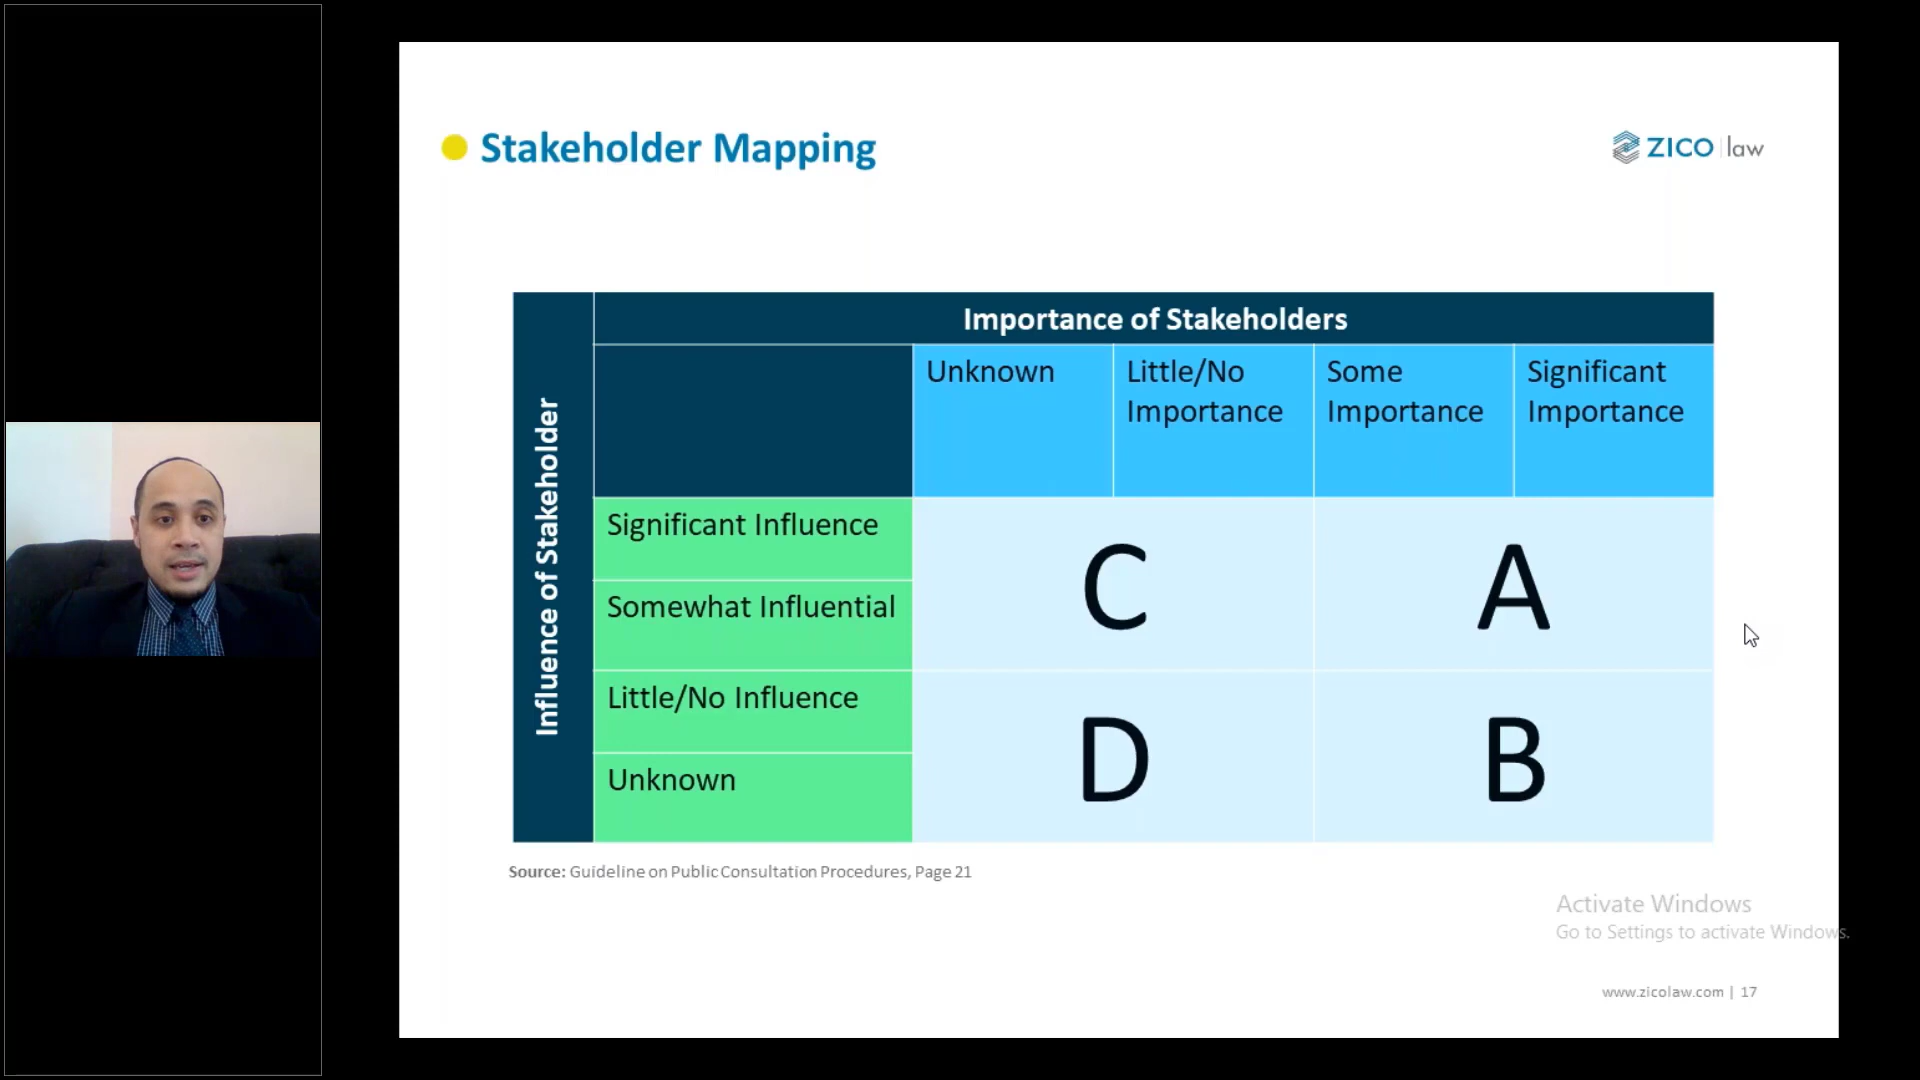 Stakeholder Mapping
ZICO law
Importance of Stakeholders
Influence of Stakeholder
Unknown
Little/No
Importance
Some
Importance
Significant
Importance
Significant Influence
Somewhat Influential
Little/No Influence
Unknown
C
A
D
B
Source: Guideline on Public Consultation Procedures, Page 21
Activate Windows
Go to Settings to activate Windows.
www.zicolaw.com | 17